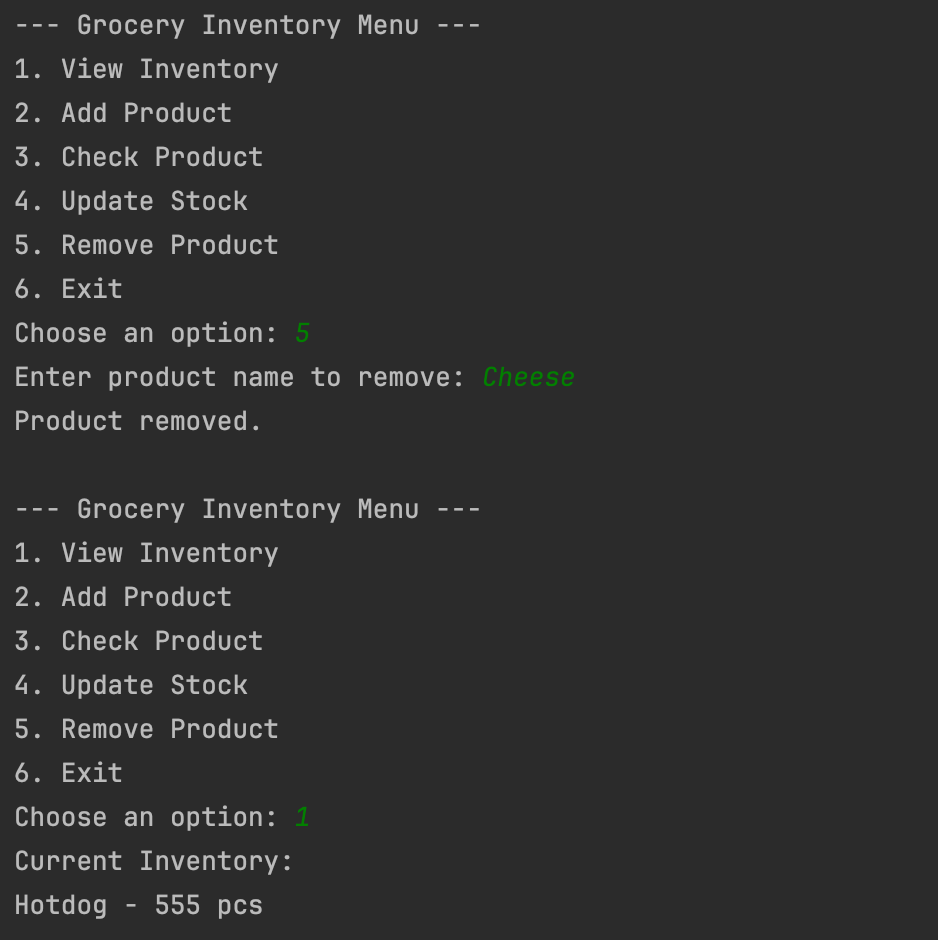 --- Grocery Inventory Menu ---
1. View Inventory
2. Add Product
3. Check Product
4. Update Stock
5. Remove Product
6. Exit
Choose an option: 5
Enter product name to remove: Cheese
Product removed.

--- Grocery Inventory Menu ---
1. View Inventory
2. Add Product
3. Check Product
4. Update Stock
5. Remove Product
6. Exit
Choose an option: 1
Current Inventory:
Hotdog - 555 pcs